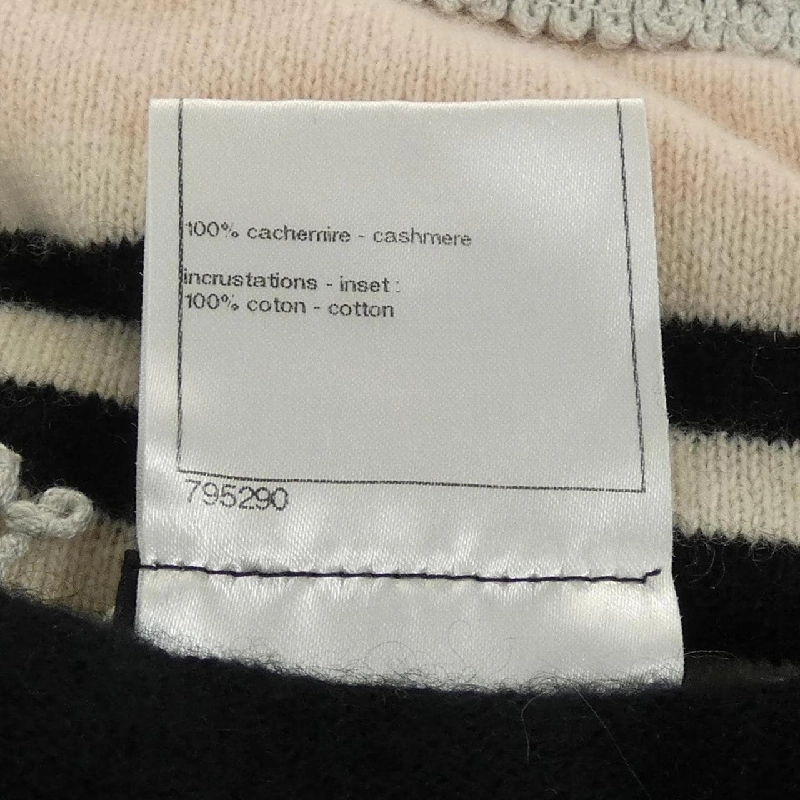 100% cachemire - cashmere
incrustations - inset :
100% coton - cotton
795290